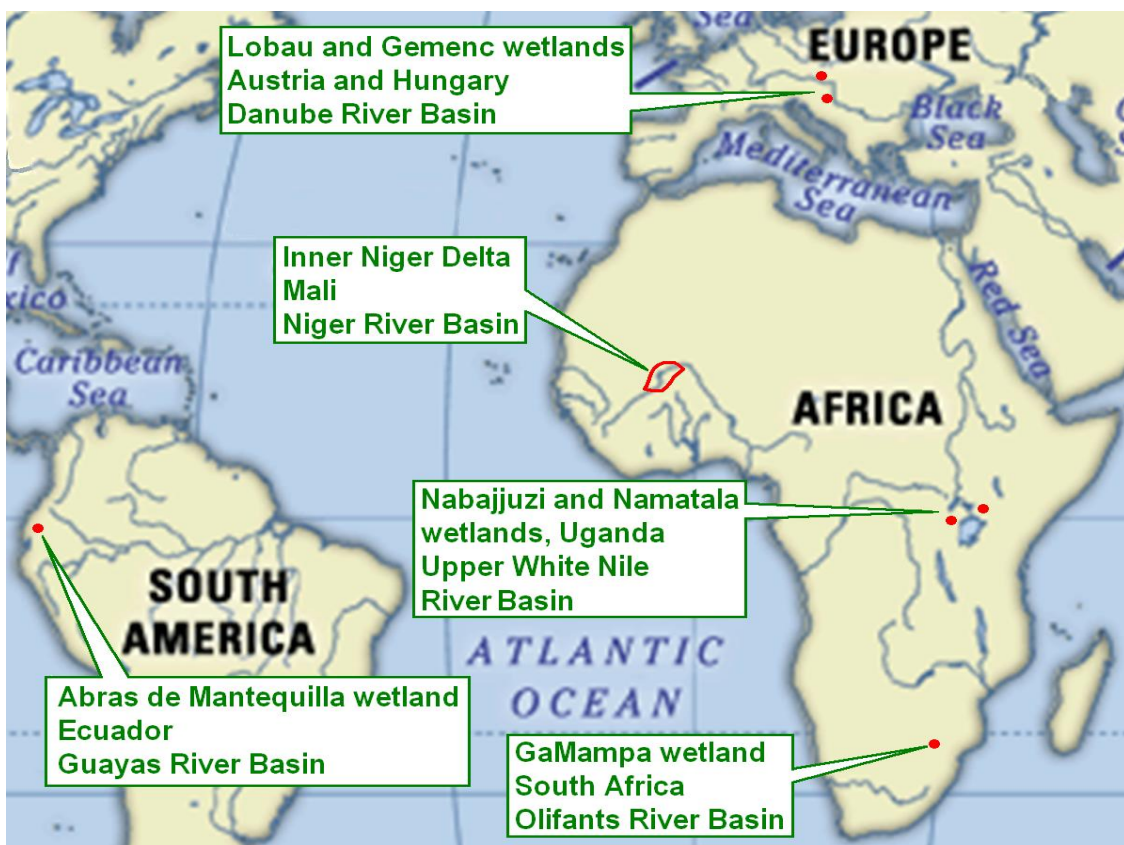 Lobau and Gemenc wetlands
Austria and Hungary
Danube River Basin
EUROPE
Sea
Black
Sea
Mediterranean
Sea
Inner Niger Delta
Mali
Niger River Basin
Red Sea
xico
Caribbean
Sea
AFRICA
Nabajjuzi and Namatala
wetlands, Uganda
Upper White Nile
River Basin
SOUTH
AMERICA
ATLANTIC
OCEAN
Abras de Mantequilla wetland
Ecuador
Guayas River Basin
GaMampa wetland
South Africa
Olifants River Basin